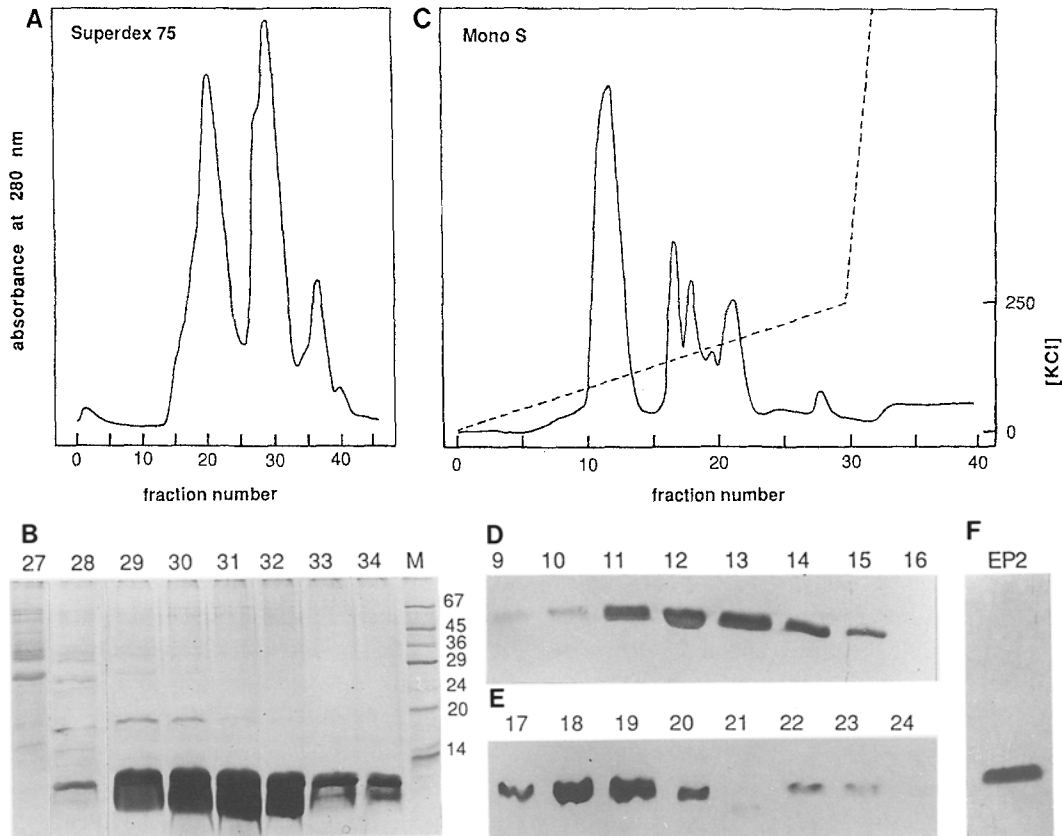 A
Superdex 75
absorbance at 280 nm
0 10 20 30 40
fraction number
C
Mono S
250
0
[KCl]
0 10 20 30 40
fraction number
B
27 28 29 30 31 32 33 34 M
67
45
36
29
24
20
14
D
9 10 11 12 13 14 15 16
E
17 18 19 20 21 22 23 24
F
EP2